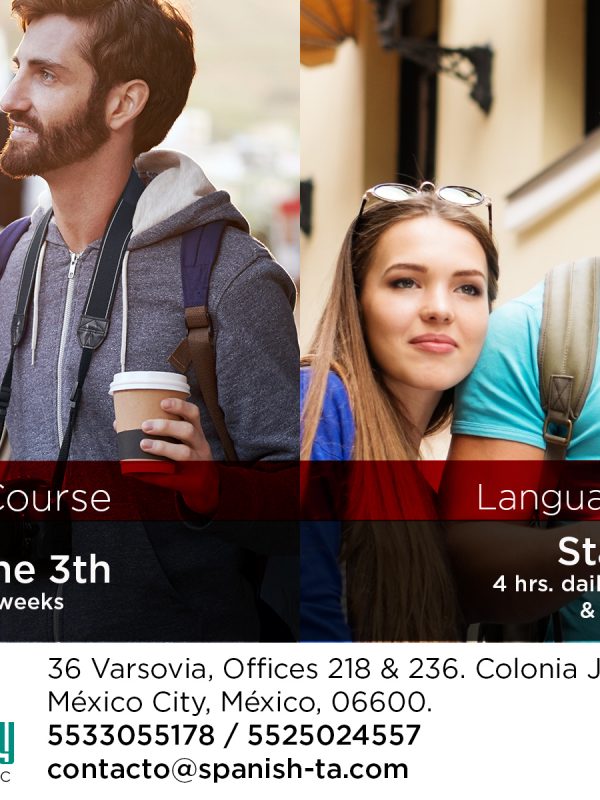 Course
Langua
ne 3th
weeks
Sta
4 hrs. dail
&
36 Varsovia, Offices 218 & 236. Colonia J
México City, México, 06600.
5533055178 / 5525024557
contacto@spanish-ta.com
y
C